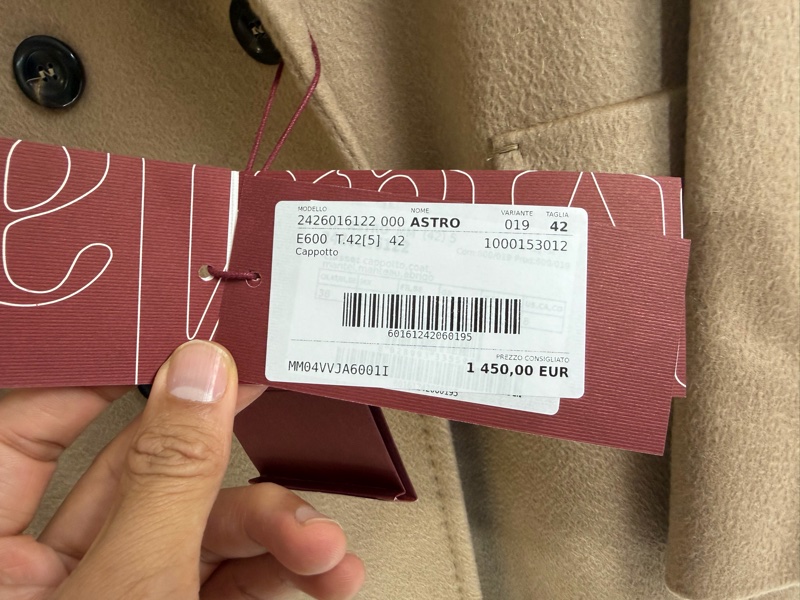 MODELLO NOME VARIANTE TAGLIA
2426016122 000 ASTRO 019 42
E600 T.42[5] 42 1000153012
Cappotto
60161242060195
PREZZO CONSIGLIATO
MM04VVJA6001I 1 450,00 EUR